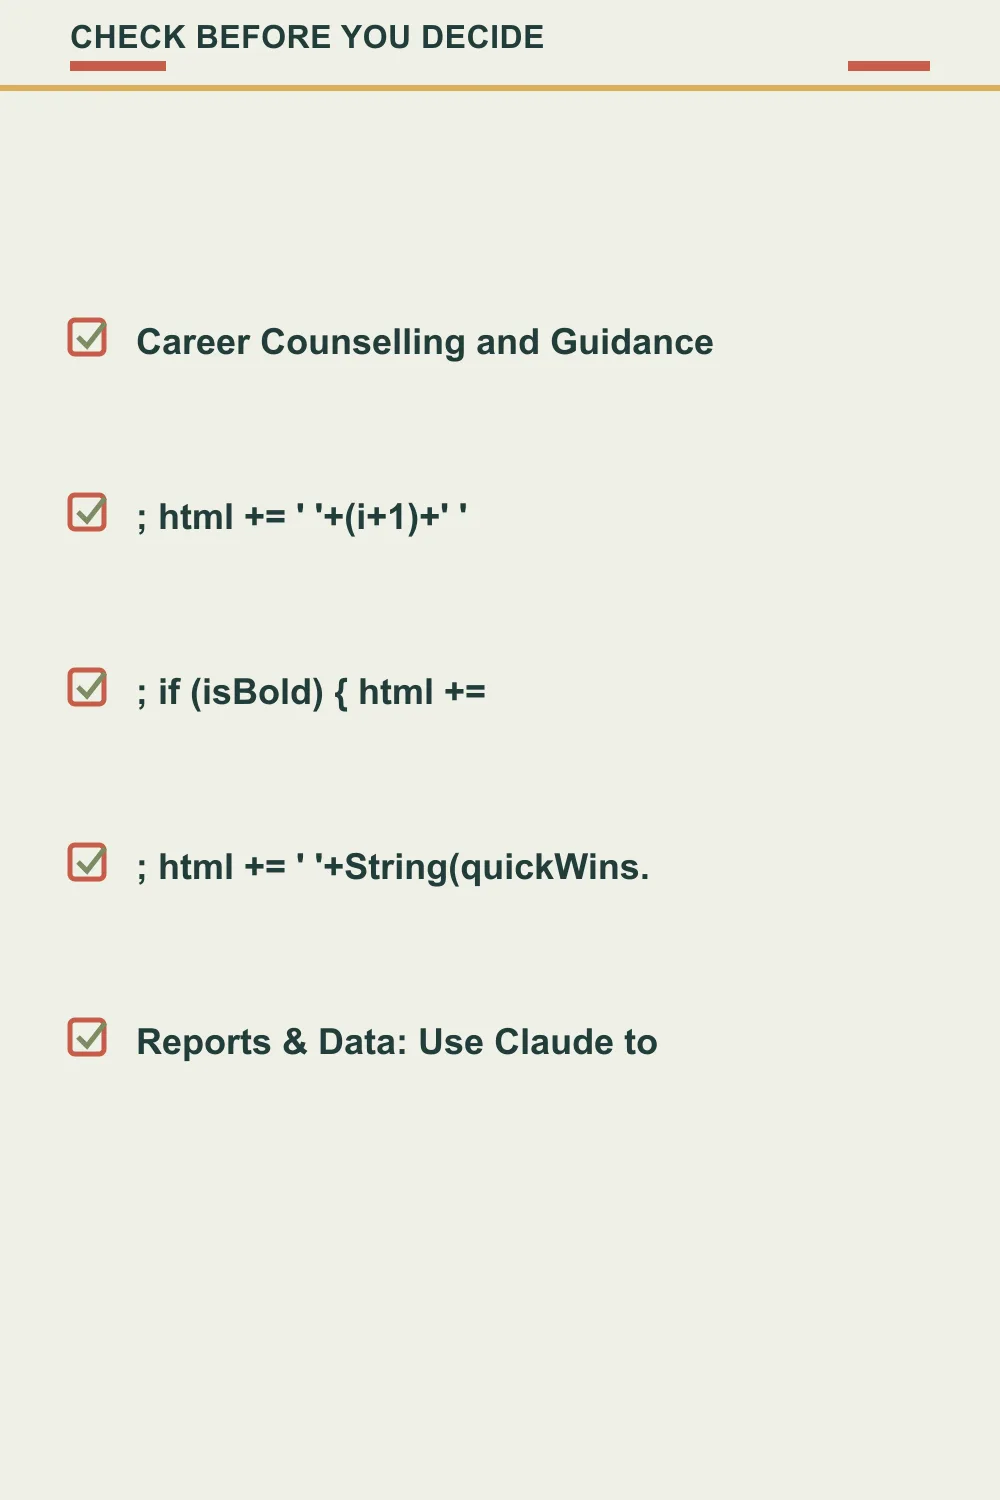 CHECK BEFORE YOU DECIDE
Career Counselling and Guidance
; html += ' '+(i+1)+' '
; if (isBold) { html +=
; html += ' '+String(quickWins.
Reports & Data: Use Claude to